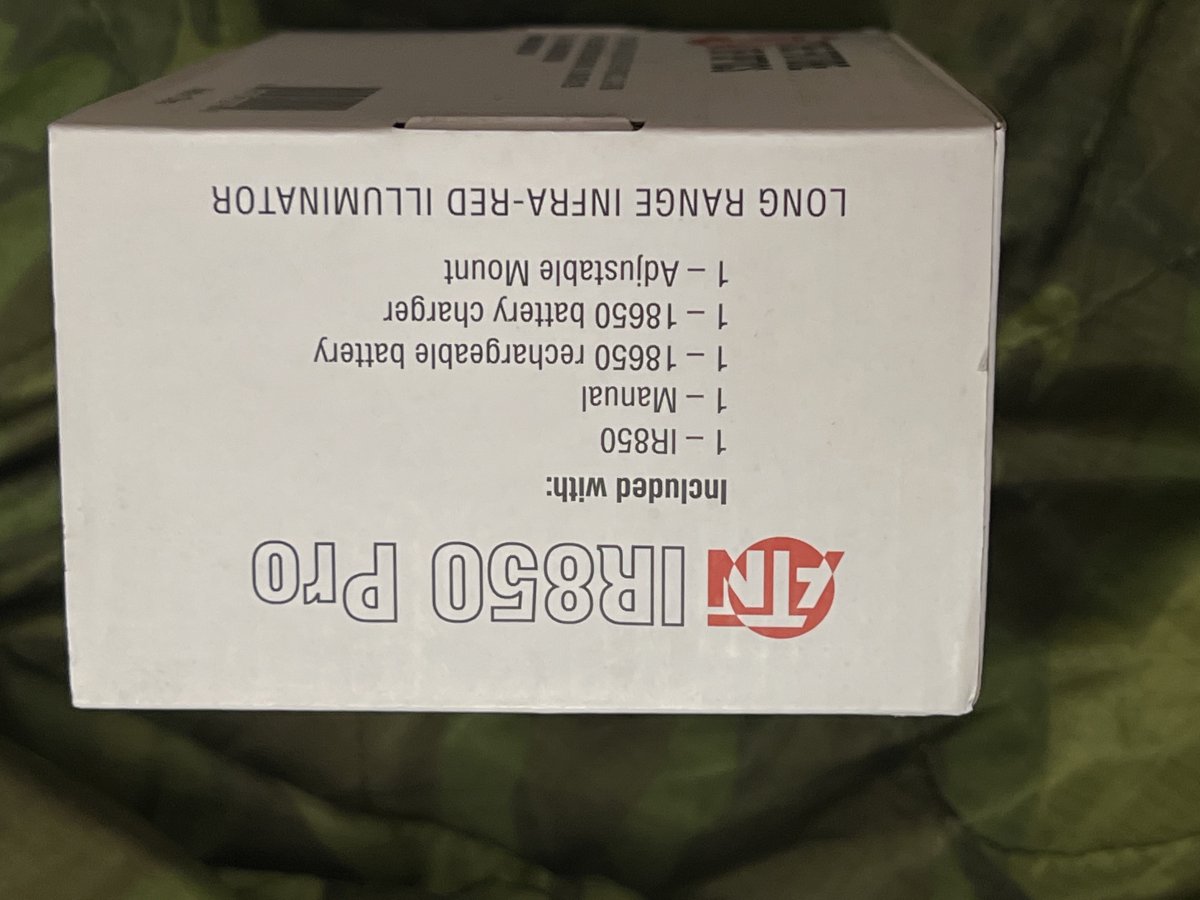 ATN IR850 Pro
Included with:
1 – IR850
1 – Manual
1 – 18650 rechargeable battery
1 – 18650 battery charger
1 – Adjustable Mount
LONG RANGE INFRA-RED ILLUMINATOR